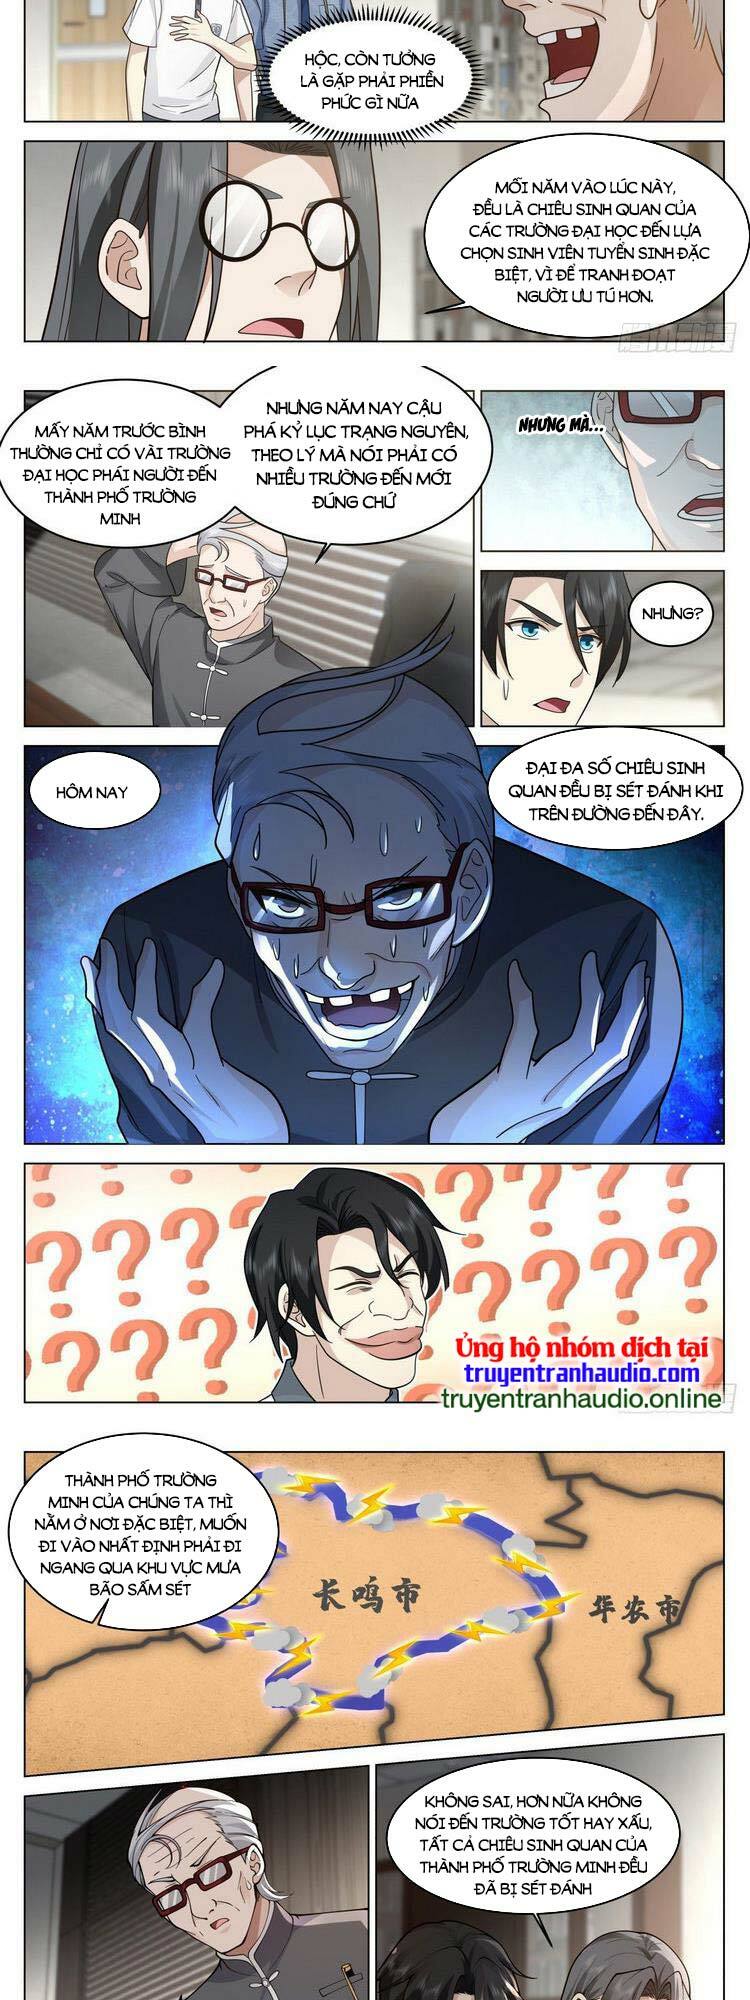 HỘC, CÒN TƯỞNG
LÀ GẶP PHẢI PHIỀN
PHỨC GÌ NỮA
MỖI NĂM VÀO LÚC NÀY,
ĐỀU LÀ CHIÊU SINH QUAN CỦA
CÁC TRƯỜNG ĐẠI HỌC ĐẾN LỰA
CHỌN SINH VIÊN TUYỂN SINH ĐẶC
BIỆT, VÌ ĐỂ TRANH ĐOẠT
NGƯỜI ƯU TÚ HƠN.
MẤY NĂM TRƯỚC BÌNH
THƯỜNG CHỈ CÓ VÀI TRƯỜNG
ĐẠI HỌC PHÁI NGƯỜI ĐẾN
THÀNH PHỐ TRƯỜNG
MINH
NHƯNG NĂM NAY CẬU
PHÁ KỶ LỤC TRẠNG NGUYÊN,
THEO LÝ MÀ NÓI PHẢI CÓ
NHIỀU TRƯỜNG ĐẾN MỚI
ĐÚNG CHỨ
NHƯNG MÀ...
NHƯNG?
HÔM NAY
ĐẠI ĐA SỐ CHIÊU SINH
QUAN ĐỀU BỊ SÉT ĐÁNH KHI
TRÊN ĐƯỜNG ĐẾN ĐÂY.
Ủng hộ nhóm dịch tại
truyentranhaudio.com
truyentranhaudio.online
THÀNH PHỐ TRƯỜNG
MINH CỦA CHÚNG TA THÌ
NẰM Ở NƠI ĐẶC BIỆT, MUỐN
ĐI VÀO NHẤT ĐỊNH PHẢI ĐI
NGANG QUA KHU VỰC MƯA
BÃO SẤM SÉT
长鸣市
华农市
KHÔNG SAI, HƠN NỮA KHÔNG
NÓI ĐẾN TRƯỜNG TỐT HAY XẤU,
TẤT CẢ CHIÊU SINH QUAN CỦA
THÀNH PHỐ TRƯỜNG MINH ĐỀU
ĐÃ BỊ SÉT ĐÁNH